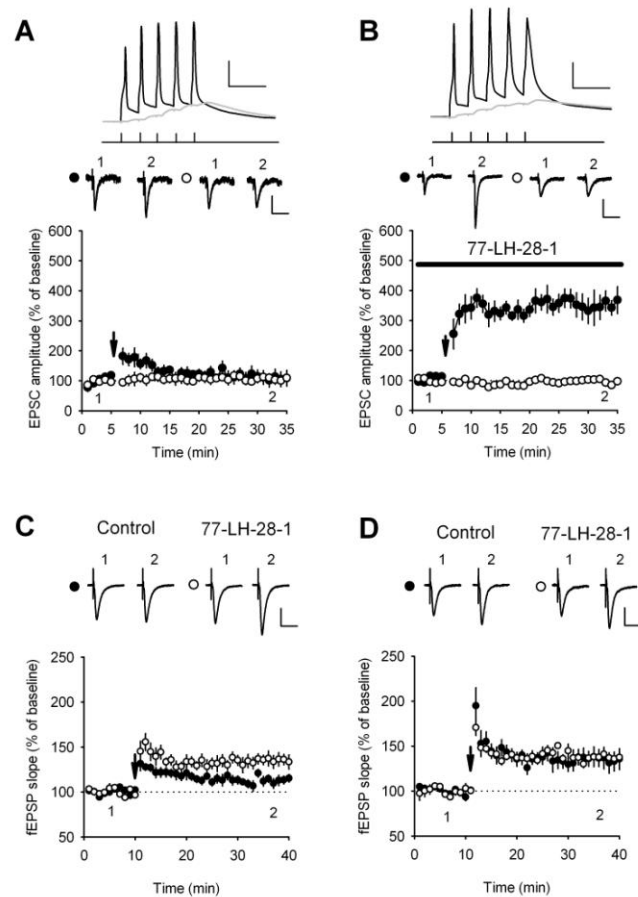 A
B
1 2 1 2
1 2 1 2
77-LH-28-1
EPSC amplitude (% of baseline)
600
500
400
300
200
100
0
1 2
0 5 10 15 20 25 30 35
Time (min)
EPSC amplitude (% of baseline)
600
500
400
300
200
100
0
1 2
0 5 10 15 20 25 30 35
Time (min)
C
Control 77-LH-28-1
1 2 1 2
fEPSP slope (% of baseline)
250
200
150
100
50
1 2
0 10 20 30 40
Time (min)
D
Control 77-LH-28-1
1 2 1 2
fEPSP slope (% of baseline)
250
200
150
100
50
1 2
0 10 20 30 40
Time (min)